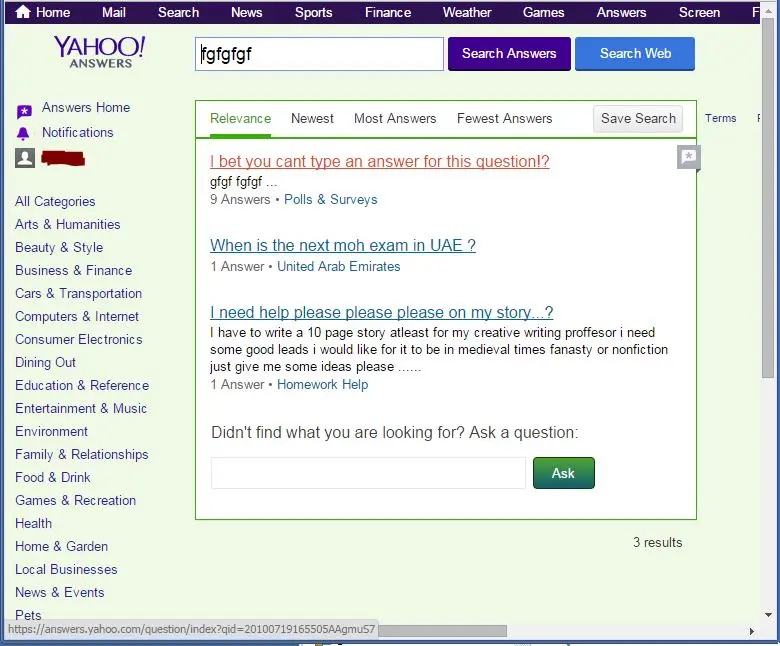 Home Mail Search News Sports Finance Weather Games Answers Screen F
YAHOO!
ANSWERS
fgfgfgf
Search Answers
Search Web
Answers Home
Notifications
All Categories
Arts & Humanities
Beauty & Style
Business & Finance
Cars & Transportation
Computers & Internet
Consumer Electronics
Dining Out
Education & Reference
Entertainment & Music
Environment
Family & Relationships
Food & Drink
Games & Recreation
Health
Home & Garden
Local Businesses
News & Events
Pets
Relevance Newest Most Answers Fewest Answers Save Search
Terms
I bet you cant type an answer for this question!?
gfgf fgfgf ...
9 Answers • Polls & Surveys
When is the next moh exam in UAE ?
1 Answer • United Arab Emirates
I need help please please please on my story...?
I have to write a 10 page story atleast for my creative writing proffesor i need
some good leads i would like for it to be in medieval times fanasty or nonfiction
just give me some ideas please ......
1 Answer • Homework Help
Didn't find what you are looking for? Ask a question:
Ask
3 results
https://answers.yahoo.com/question/index?qid=20100719165505AAgmuS7